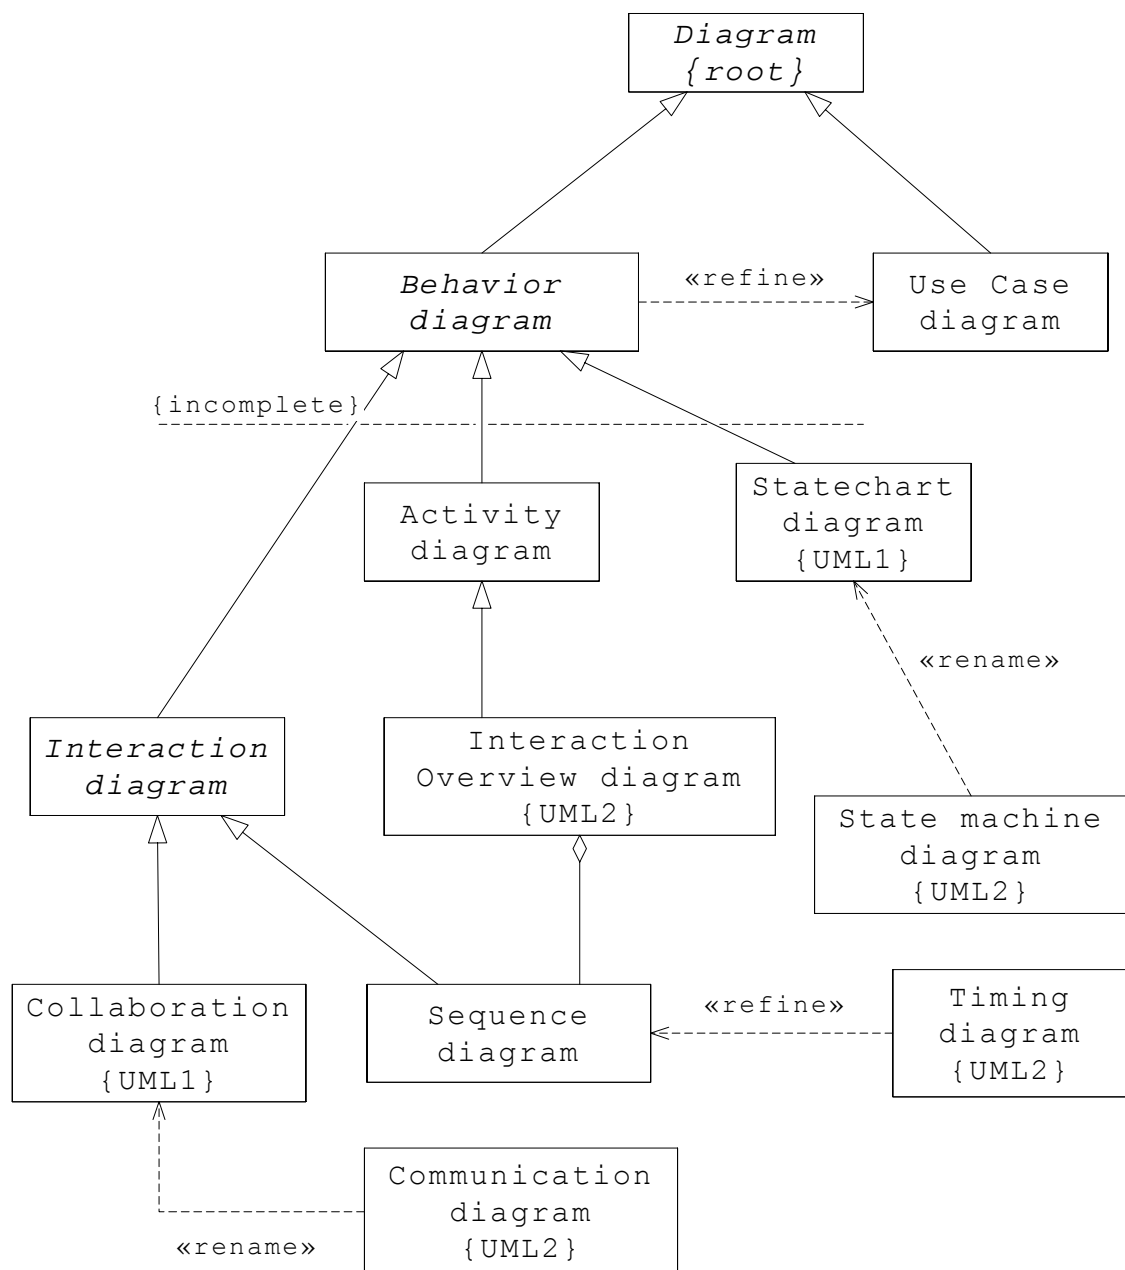 Diagram
{root}
Behavior
diagram
«refine»
Use Case
diagram
{incomplete}
Activity
diagram
Statechart
diagram
{UML1}
«rename»
Interaction
diagram
Interaction
Overview diagram
{UML2}
State machine
diagram
{UML2}
Collaboration
diagram
{UML1}
Sequence
diagram
«refine»
Timing
diagram
{UML2}
Communication
diagram
{UML2}
«rename»